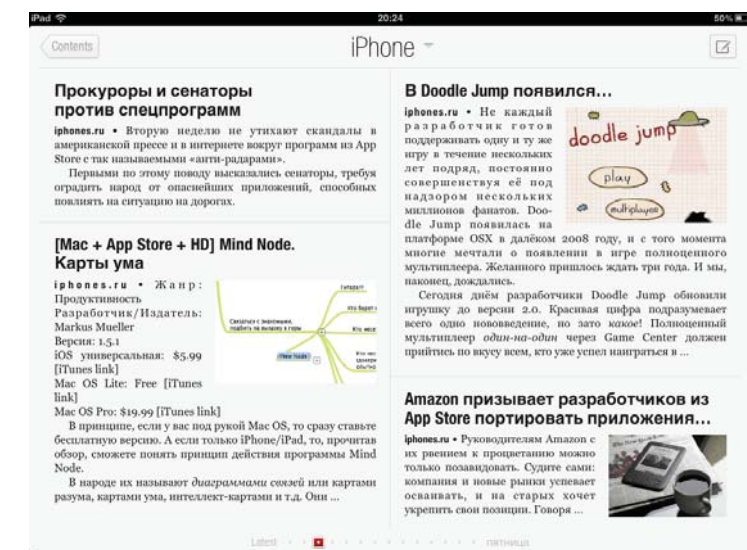 iPad
20:24
50%
Contents
iPhone
Прокуроры и сенаторы
против спецпрограмм
iphones.ru • Вторую неделю не утихают скандалы в
американской прессе и в интернете вокруг программ из App
Store с так называемыми «анти-радарами».
Первыми по этому поводу высказались сенаторы, требуя
оградить народ от опаснейших приложений, способных
повлиять на ситуацию на дорогах.
[Mac + App Store + HD] Mind Node.
Карты ума
iphones.ru • Жанр:
Продуктивность
Разработчик/Издатель:
Markus Mueller
Версия: 1.5.1
iOS универсальная: $5.99
[iTunes link]
Mac OS Lite: Free [iTunes
link]
Mac OS Pro: $19.99 [iTunes link]
В принципе, если у вас под рукой Mac OS, то сразу ставьте
бесплатную версию. А если только iPhone/iPad, то, прочитав
обзор, сможете понять принцип действия программы Mind
Node.
В народе их называют диаграммами связей или картами
разума, картами ума, интеллект-картами и т.д. Они ...
Связаться с знакомыми,
подбить на вылазку в горы
New Node
В Doodle Jump появился...
iphones.ru • Не каждый
разработчик готов
поддерживать одну и ту же
игру в течение нескольких
лет подряд, постоянно
совершенствуя её под
надзором нескольких
миллионов фанатов. Doo-
dle Jump появилась на
платформе OSX в далёком 2008 году, и с того момента
многие мечтали о появлении в игре полноценного
мультиплеера. Желанного пришлось ждать три года. И мы,
наконец, дождались.
Сегодня днём разработчики Doodle Jump обновили
игрушку до версии 2.0. Красивая цифра подразумевает
всего одно нововведение, но зато какое! Полноценный
мультиплеер один-на-один через Game Center должен
прийтись по вкусу всем, кто уже успел наиграться в ...
doodle jump
play
multiplayer
Amazon призывает разработчиков из
App Store портировать приложения...
iphones.ru • Руководителям Amazon с
их рвением к процветанию можно
только позавидовать. Судите сами:
компания и новые рынки успевает
осваивать, и на старых хочет
укрепить свои позиции. Говоря ...
Latest
пятница